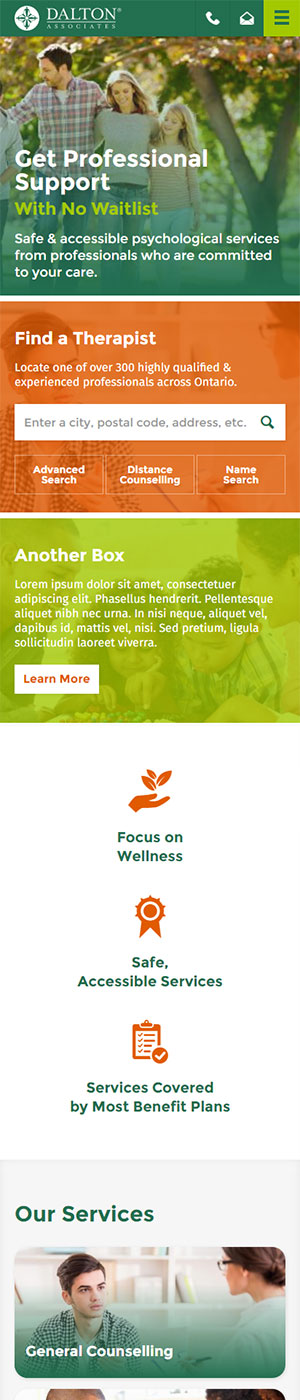 DALTON®
ASSOCIATES
Get Professional
Support
With No Waitlist
Safe & accessible psychological services
from professionals who are committed
to your care.
Find a Therapist
Locate one of over 300 highly qualified &
experienced professionals across Ontario.
Enter a city, postal code, address, etc.
Advanced
Search
Distance
Counselling
Name
Search
Another Box
Lorem ipsum dolor sit amet, consectetuer
adipiscing elit. Phasellus hendrerit. Pellentesque
aliquet nibh nec urna. In nisi neque, aliquet vel,
dapibus id, mattis vel, nisi. Sed pretium, ligula
sollicitudin laoreet viverra.
Learn More
Focus on
Wellness
Safe,
Accessible Services
Services Covered
by Most Benefit Plans
Our Services
General Counselling